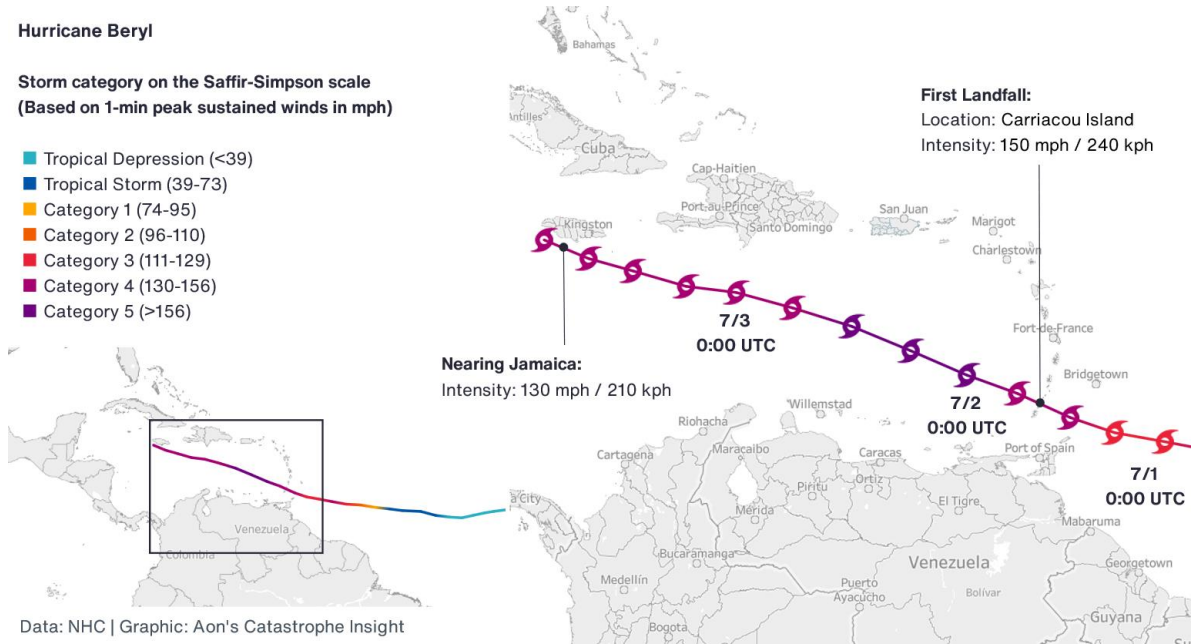 Hurricane Beryl
Storm category on the Saffir-Simpson scale
(Based on 1-min peak sustained winds in mph)
Tropical Depression (<39)
Tropical Storm (39-73)
Category 1 (74-95)
Category 2 (96-110)
Category 3 (111-129)
Category 4 (130-156)
Category 5 (>156)
Bahamas
First Landfall:
Location: Carriacou Island
Intensity: 150 mph / 240 kph
ntilles
Cuba
Cap-Haitien
Port-au-Prince
Santo Domingo
San Juan
Kingston
Marigot
Charlestown
7/3
0:00 UTC
Fort-de-France
Nearing Jamaica:
Intensity: 130 mph / 210 kph
Bridgetown
7/2
0:00 UTC
Willemstad
Riohacha
Cartagena
Maracaibo
Caracas
Port of Spain
7/1
0:00 UTC
a City
Piritu
Ortiz
El Tigre
Mérida
Mabaruma
Bucaramanga
Venezuela
Georgetown
Medellín
Puerto
Ayacucho
Bolívar
Guyana
Bogota
Su
Venezuela
Colombia
Data: NHC | Graphic: Aon's Catastrophe Insight